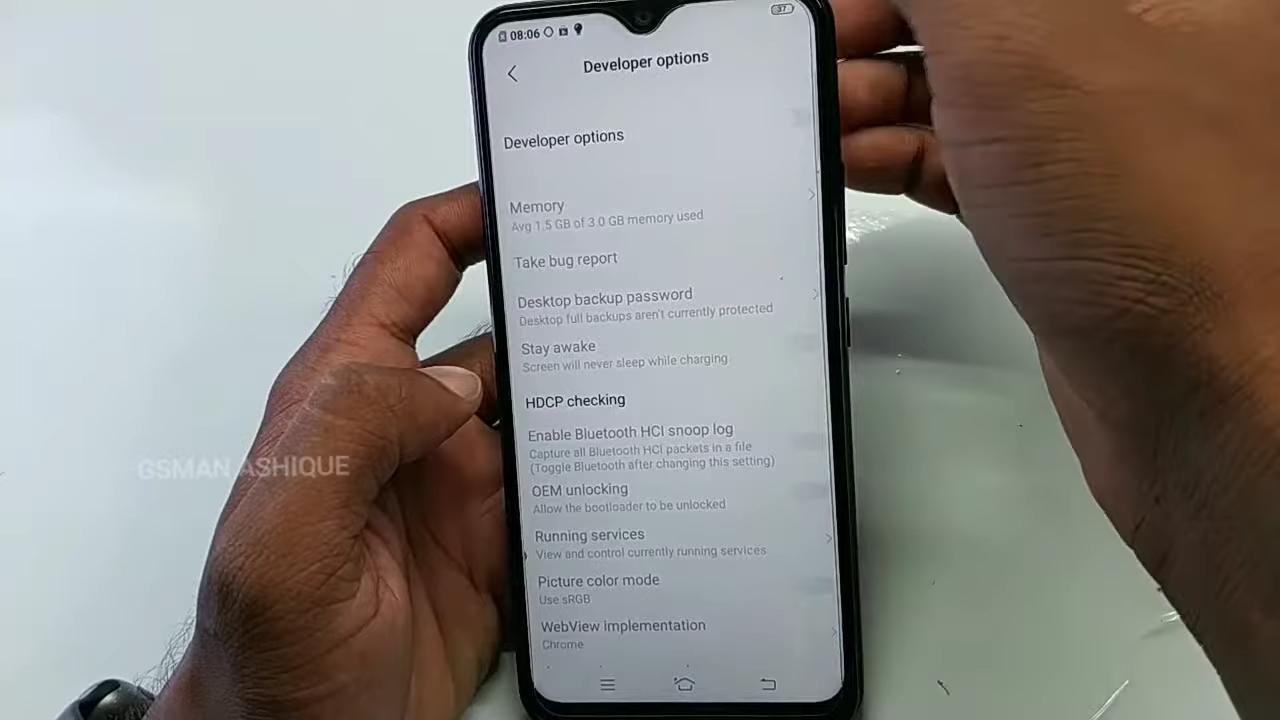 08:06
37
Developer options
Developer options
Memory
Avg 1.5 GB of 3.0 GB memory used
Take bug report
Desktop backup password
Desktop full backups aren't currently protected
Stay awake
Screen will never sleep while charging
HDCP checking
Enable Bluetooth HCI snoop log
Capture all Bluetooth HCI packets in a file
(Toggle Bluetooth after changing this setting)
GSMAN ASHIQUE
OEM unlocking
Allow the bootloader to be unlocked
Running services
View and control currently running services
Picture color mode
Use sRGB
WebView implementation
Chrome